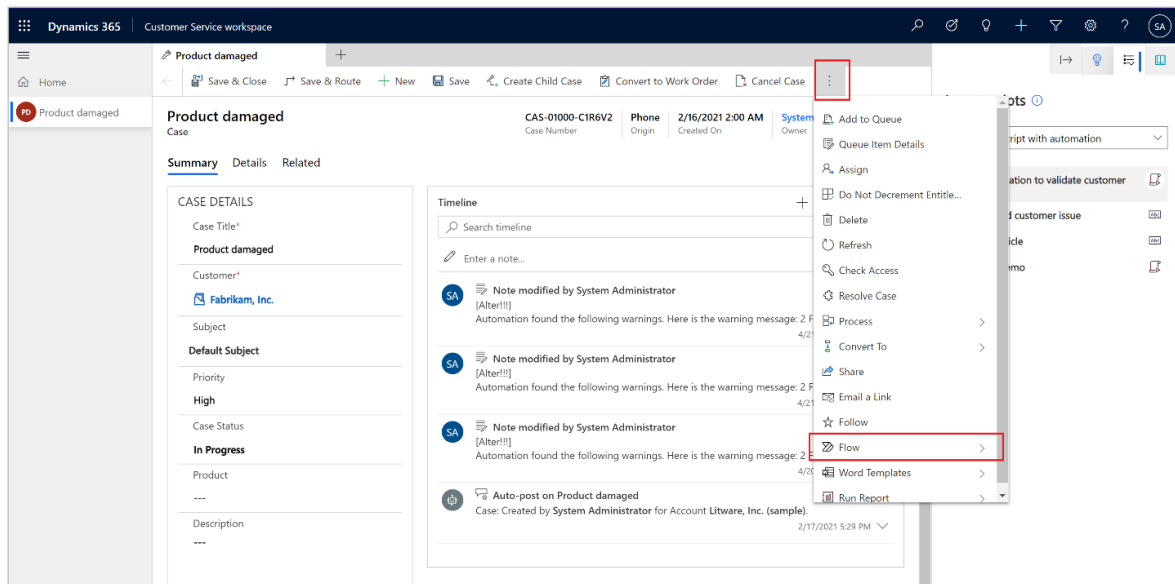 Dynamics 365 Customer Service workspace
? SA
Home
PD Product damaged
Product damaged
Save & Close Save & Route New Save Create Child Case Convert to Work Order Cancel Case
Product damaged
Case
CAS-01000-C1R6V2
Case Number
Phone
Origin
2/16/2021 2:00 AM
Created On
System
Owner
Summary Details Related
CASE DETAILS
Case Title*
Product damaged
Customer*
Fabrikam, Inc.
Subject
Default Subject
Priority
High
Case Status
In Progress
Product
---
Description
---
Timeline
Search timeline
Enter a note...
SA Note modified by System Administrator
[Alter!!!]
Automation found the following warnings. Here is the warning message: 2
SA Note modified by System Administrator
[Alter!!!]
Automation found the following warnings. Here is the warning message: 2
SA Note modified by System Administrator
[Alter!!!]
Automation found the following warnings. Here is the warning message: 2
Auto-post on Product damaged
Case: Created by System Administrator for Account Litware, Inc. (sample).
2/17/2021 5:29 PM
Add to Queue
Queue Item Details
Assign
Do Not Decrement Entitle...
Delete
Refresh
Check Access
Resolve Case
Process
Convert To
Share
Email a Link
Follow
Flow
Word Templates
Run Report
with automation
to validate customer
customer issue
Abc
Abc